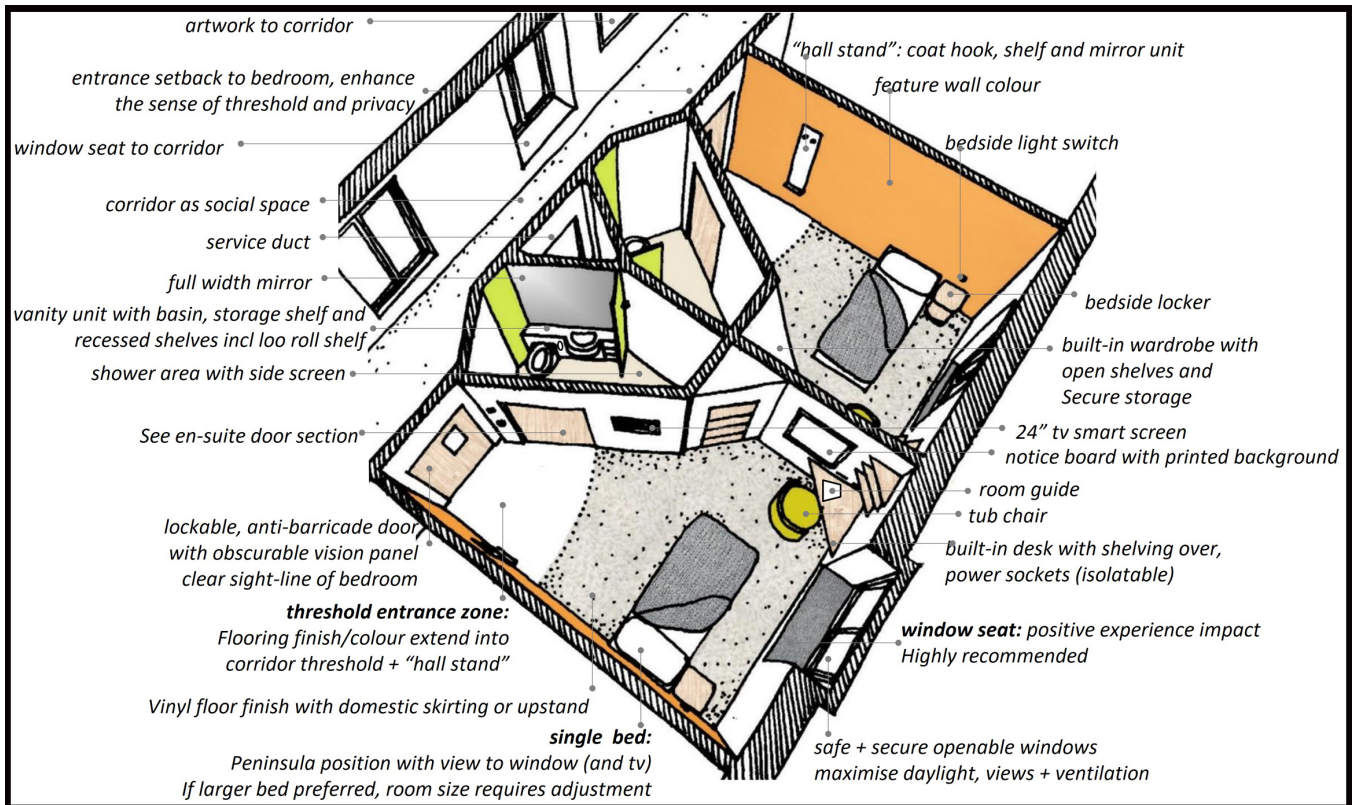 artwork to corridor
entrance setback to bedroom, enhance
the sense of threshold and privacy
window seat to corridor
corridor as social space
service duct
full width mirror
vanity unit with basin, storage shelf and
recessed shelves incl loo roll shelf
shower area with side screen
See en-suite door section
lockable, anti-barricade door
with obscurable vision panel
clear sight-line of bedroom
threshold entrance zone:
Flooring finish/colour extend into
corridor threshold + “hall stand”
Vinyl floor finish with domestic skirting or upstand
single bed:
Peninsula position with view to window (and tv)
If larger bed preferred, room size requires adjustment
“hall stand”: coat hook, shelf and mirror unit
feature wall colour
bedside light switch
bedside locker
built-in wardrobe with
open shelves and
Secure storage
24” tv smart screen
notice board with printed background
room guide
tub chair
built-in desk with shelving over,
power sockets (isolatable)
window seat: positive experience impact
Highly recommended
safe + secure openable windows
maximise daylight, views + ventilation